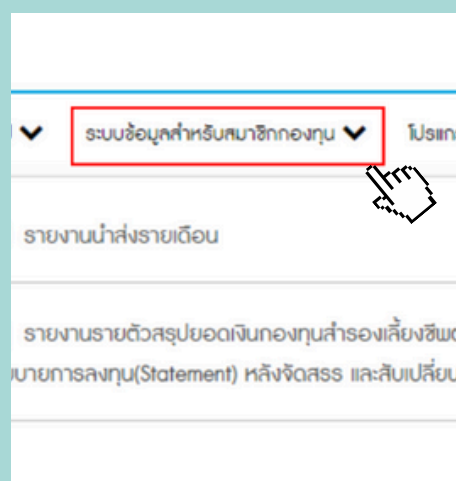 ระบบข้อมูลสำหรับสมาชิกกองทุน
รายงานนำส่งรายเดือน
รายงานรายตัวสรุปยอดเงินกองทุนสำรองเลี้ยงชีพ
บายการลงทุน(Statement) หลังจัดสรร และสับเปลี่ยน